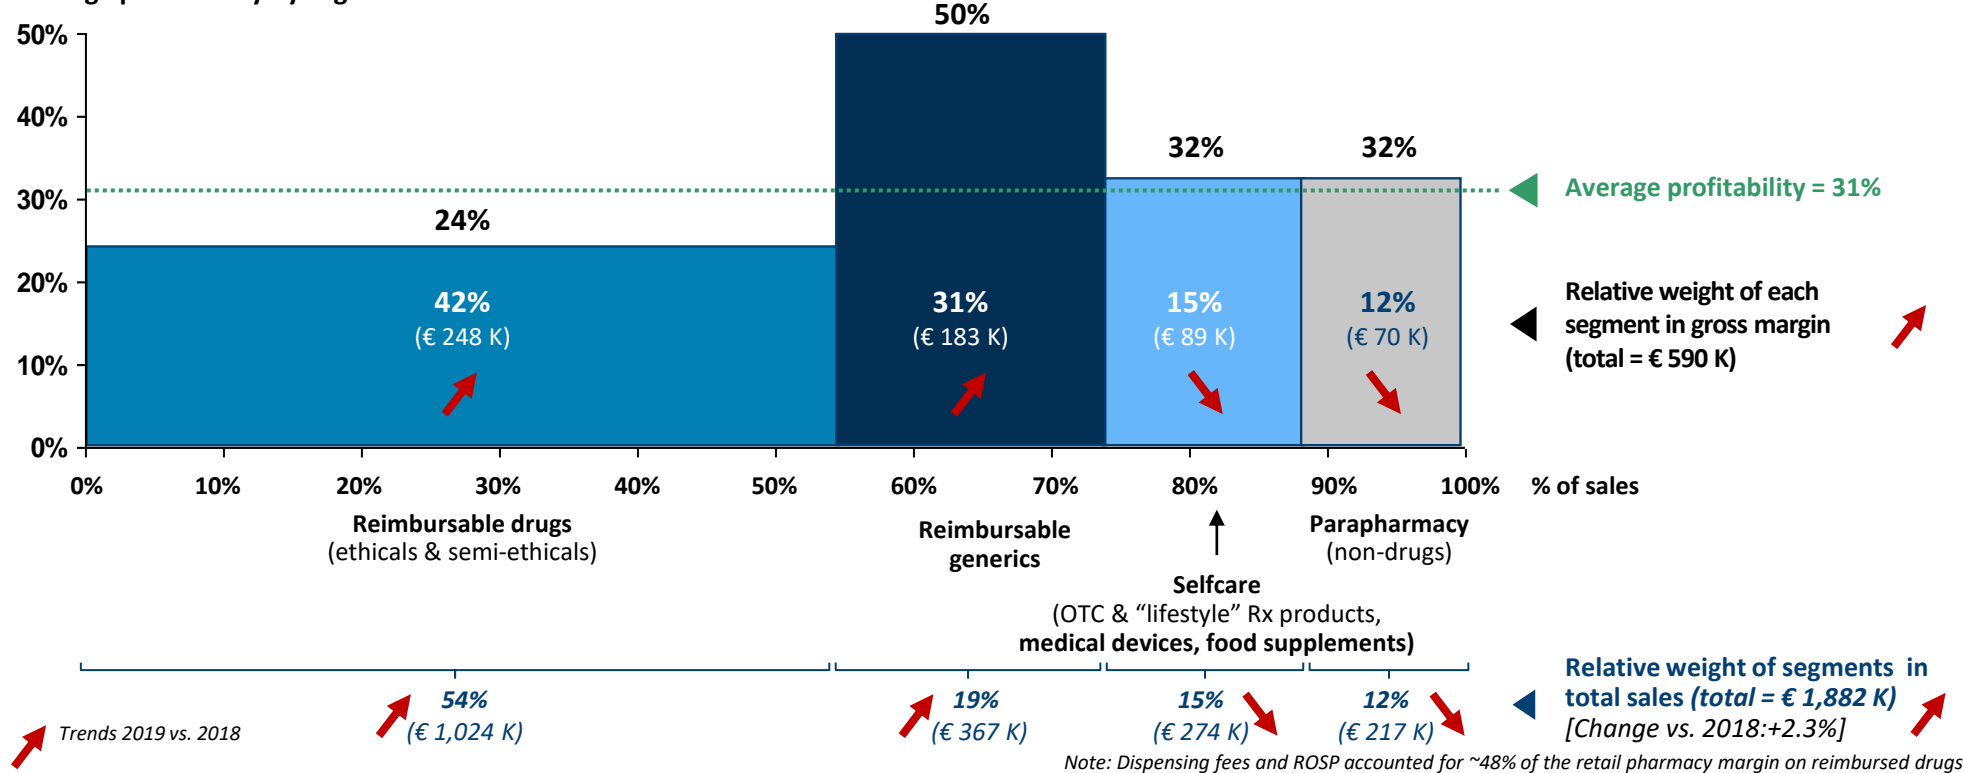 50%
50%
40%
30%
20%
10%
0%
24%
32%
32%
42%
(€ 248 K)
31%
(€ 183 K)
15%
(€ 89 K)
12%
(€ 70 K)
Average profitability = 31%
Relative weight of each
segment in gross margin
(total = € 590 K)
0% 10% 20% 30% 40% 50% 60% 70% 80% 90% 100% % of sales
Reimbursable drugs
(ethicals & semi-ethicals)
Reimbursable
generics
Parapharmacy
(non-drugs)
Selfcare
(OTC & “lifestyle” Rx products,
medical devices, food supplements)
54%
(€ 1,024 K)
19%
(€ 367 K)
15%
(€ 274 K)
12%
(€ 217 K)
Relative weight of segments in
total sales (total = € 1,882 K)
[Change vs. 2018:+2.3%]
Trends 2019 vs. 2018
Note: Dispensing fees and ROSP accounted for ~48% of the retail pharmacy margin on reimbursed drugs